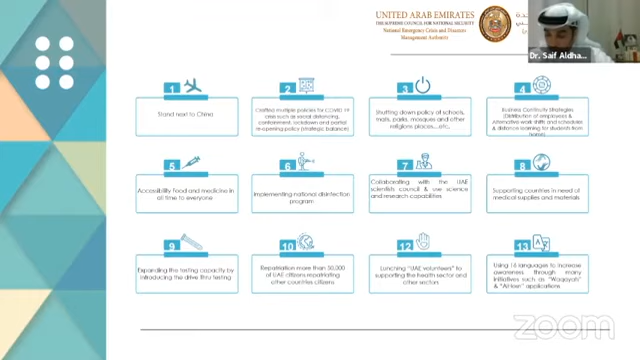 UNITED ARAB EMIRATES
THE SUPREME COUNCIL FOR NATIONAL SECURITY
National Emergency Crisis and Disasters
Management Authority
Dr. Saif Aldha...
1
Stand next to China
2
Crafted multiple policies for COVID 19
crisis such as social distancing,
confinement, lockdown and partial
re-opening policy (strategic balance)
3
Shutting down policy of schools,
malls, parks, mosques and other
religions places....etc.
4
Business Continuity Strategies
(Distribution of employees &
Alternative work shifts and schedules
& distance learning for students from
home)
5
Accessibility food and medicine in
all time to everyone
6
Implementing national disinfection
program
7
Collaborating with the UAE
scientists council & use science
and research capabilities
8
Supporting countries in need of
medical supplies and materials
9
Expanding the testing capacity by
introducing the drive thru testing
10
Repatriation more than
of UAE citizens repatriating
other countries citizens
12
Lunching "UAE volunteers" to
supporting the health sector and
other sectors
13
Using 14 languages to increase
awareness through many
initiatives such as "Waqayah"
& applications
zoom